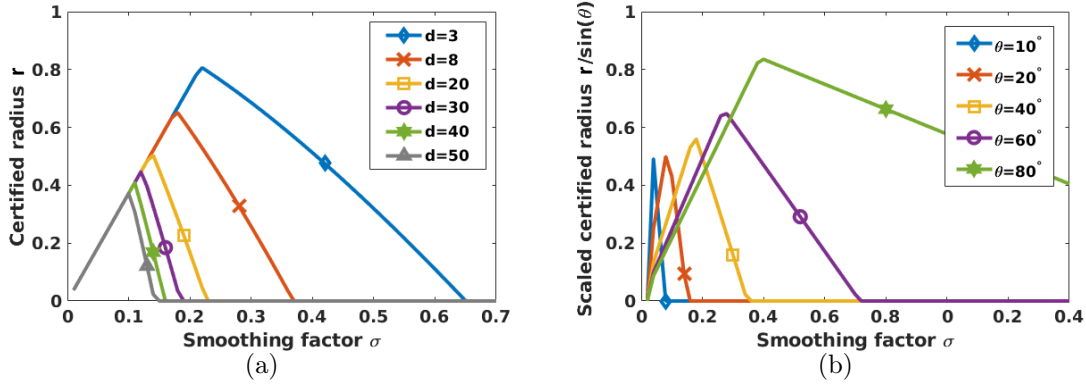 Certified radius r
1
0.8
0.6
0.4
0.2
0
0 0.1 0.2 0.3 0.4 0.5 0.6 0.7
Smoothing factor σ
d=3
d=8
d=20
d=30
d=40
d=50
(a)
Scaled certified radius r/sin(θ)
1
0.8
0.6
0.4
0.2
0
0 0.2 0.4 0.6 0.8 1 0.2 0.4
Smoothing factor σ
θ=10°
θ=20°
θ=40°
θ=60°
θ=80°
(b)